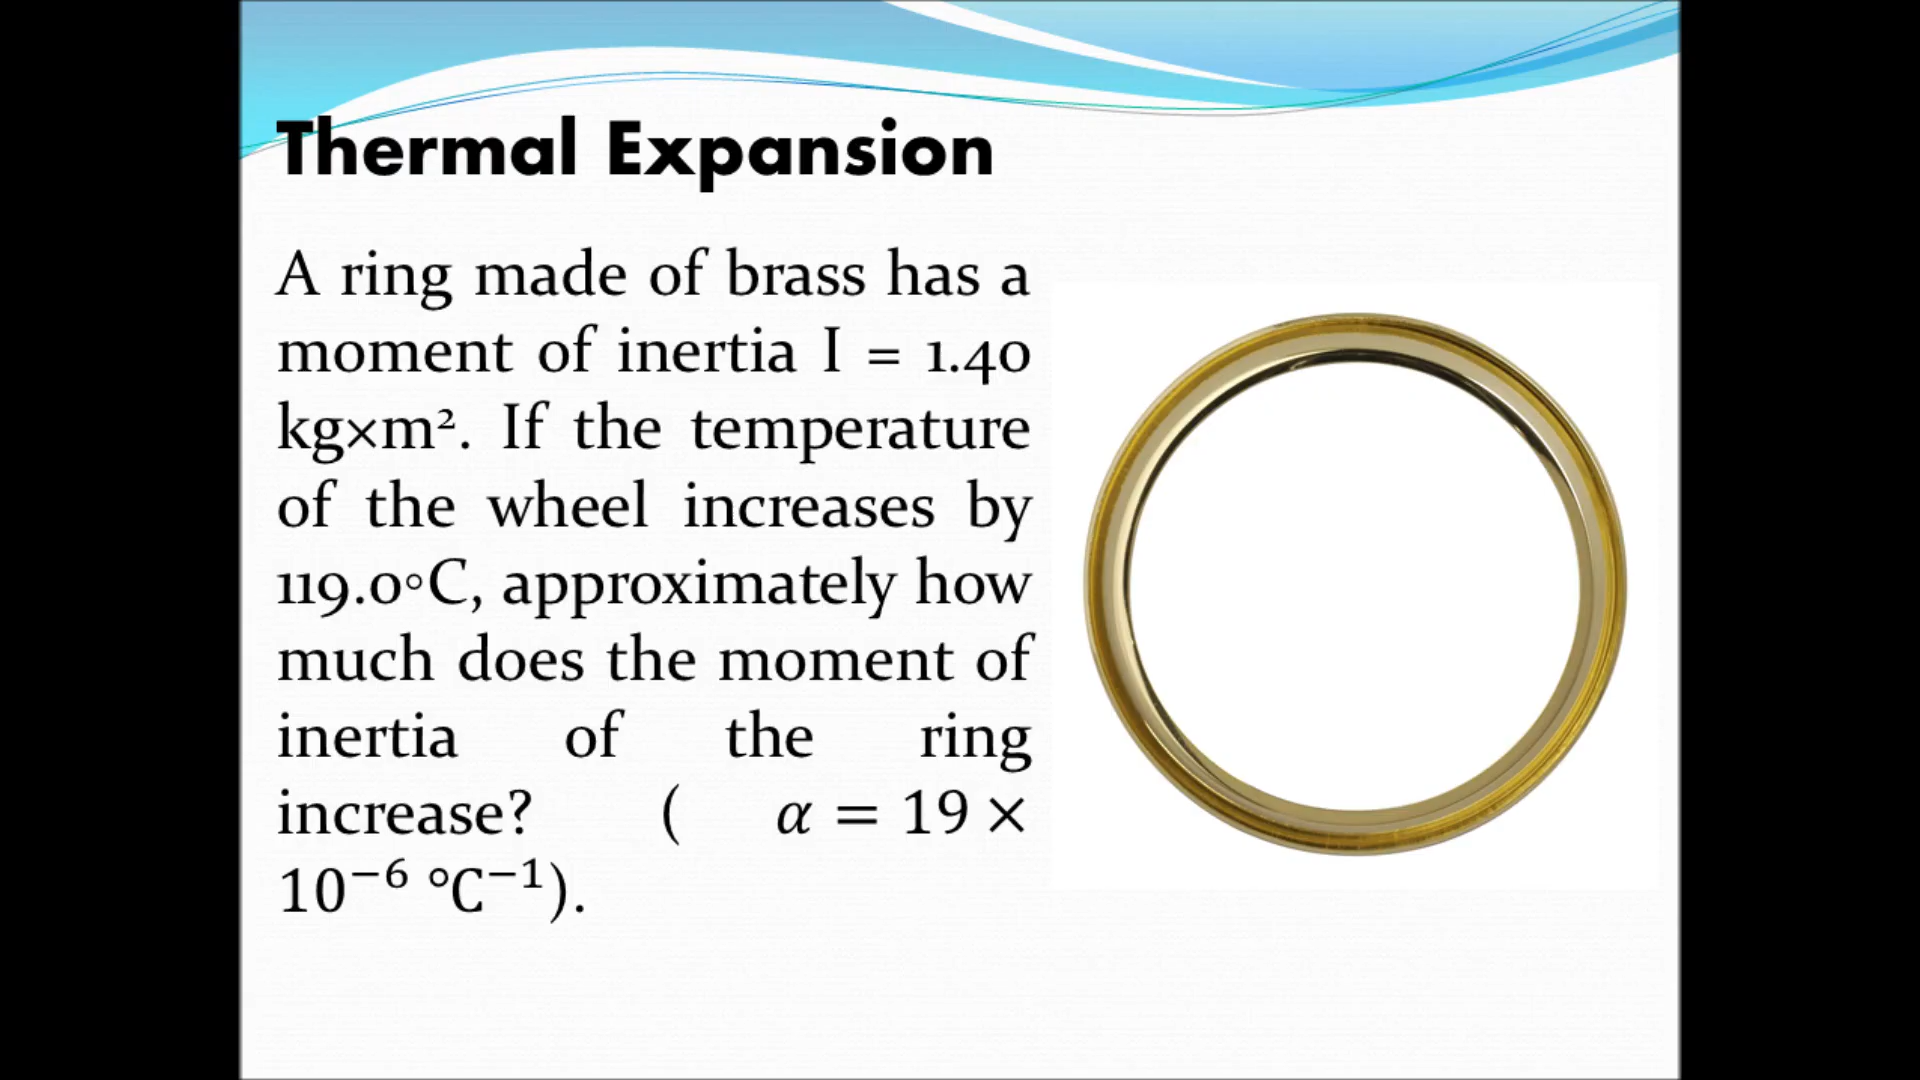 Thermal Expansion
A ring made of brass has a
moment of inertia I = 1.40
kg×m². If the temperature
of the wheel increases by
119.0◦C, approximately how
much does the moment of
inertia of the ring
increase? ( α = 19 ×
10⁻⁶ °C⁻¹).